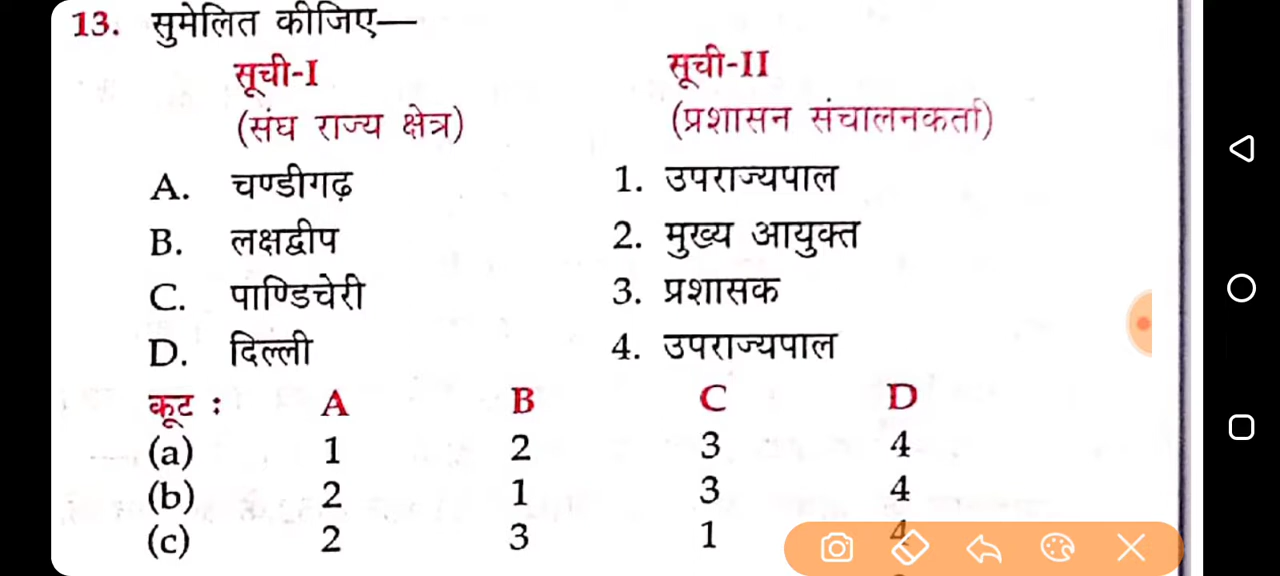 13. सुमेलित कीजिए—
सूची-I सूची-II
(संघ राज्य क्षेत्र) (प्रशासन संचालनकर्ता)
A. चण्डीगढ़ 1. उपराज्यपाल
B. लक्षद्वीप 2. मुख्य आयुक्त
C. पाण्डिचेरी 3. प्रशासक
D. दिल्ली 4. उपराज्यपाल
कूट : A B C D
(a) 1 2 3 4
(b) 2 1 3 4
(c) 2 3 1 4